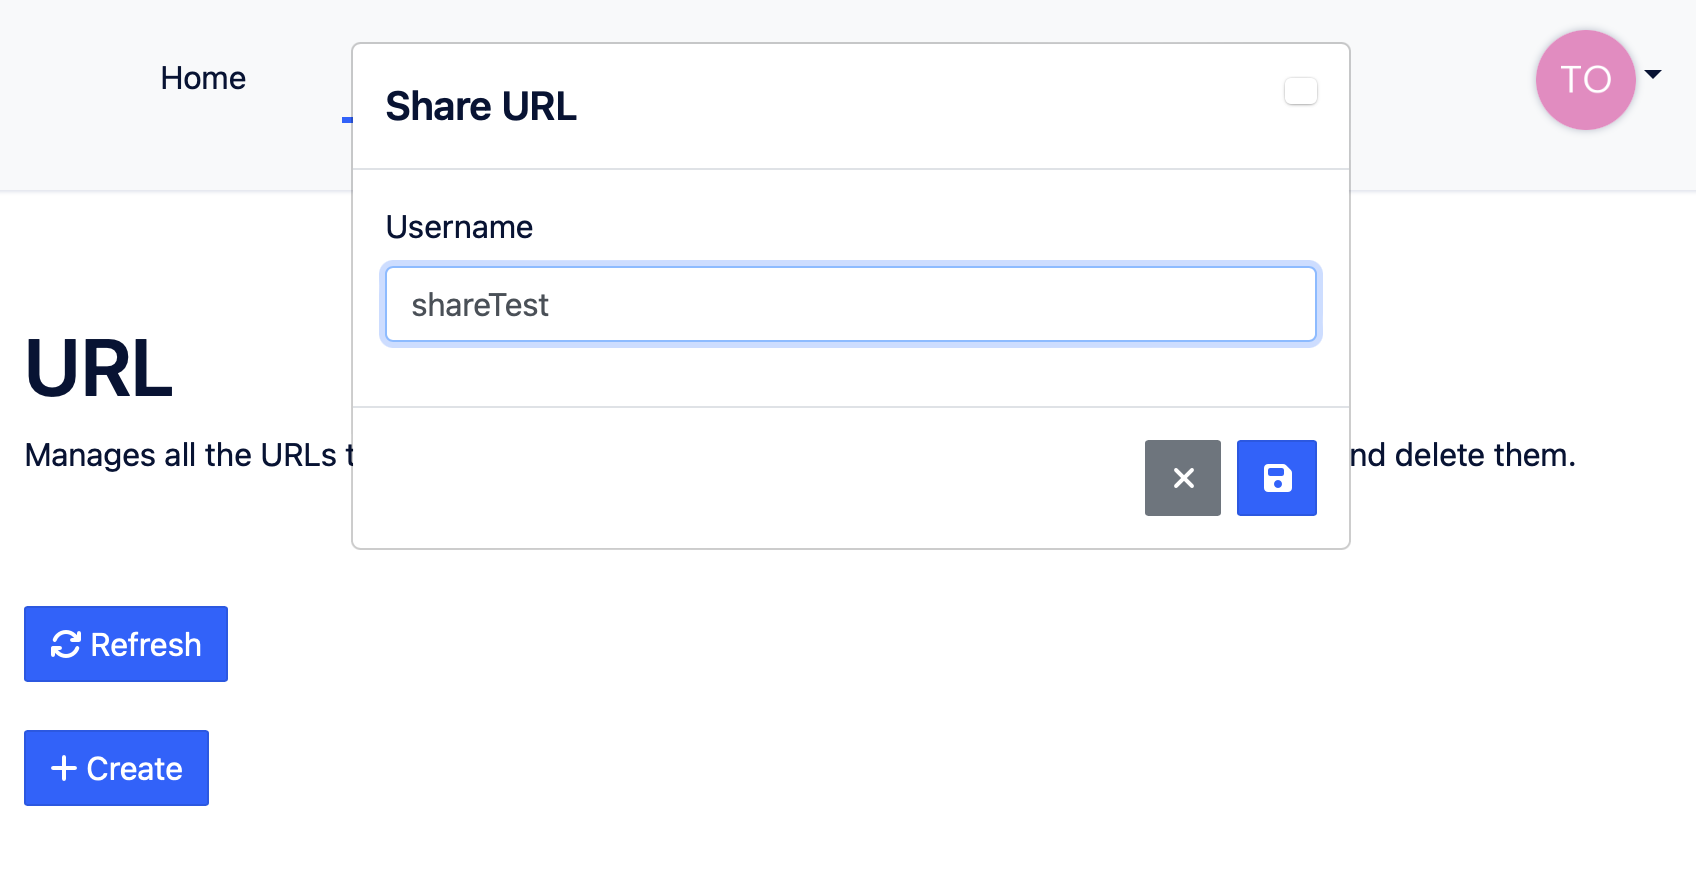 Home
TO
Share URL
Username
shareTest
URL
Manages all the URLs t
nd delete them.
Refresh
Create